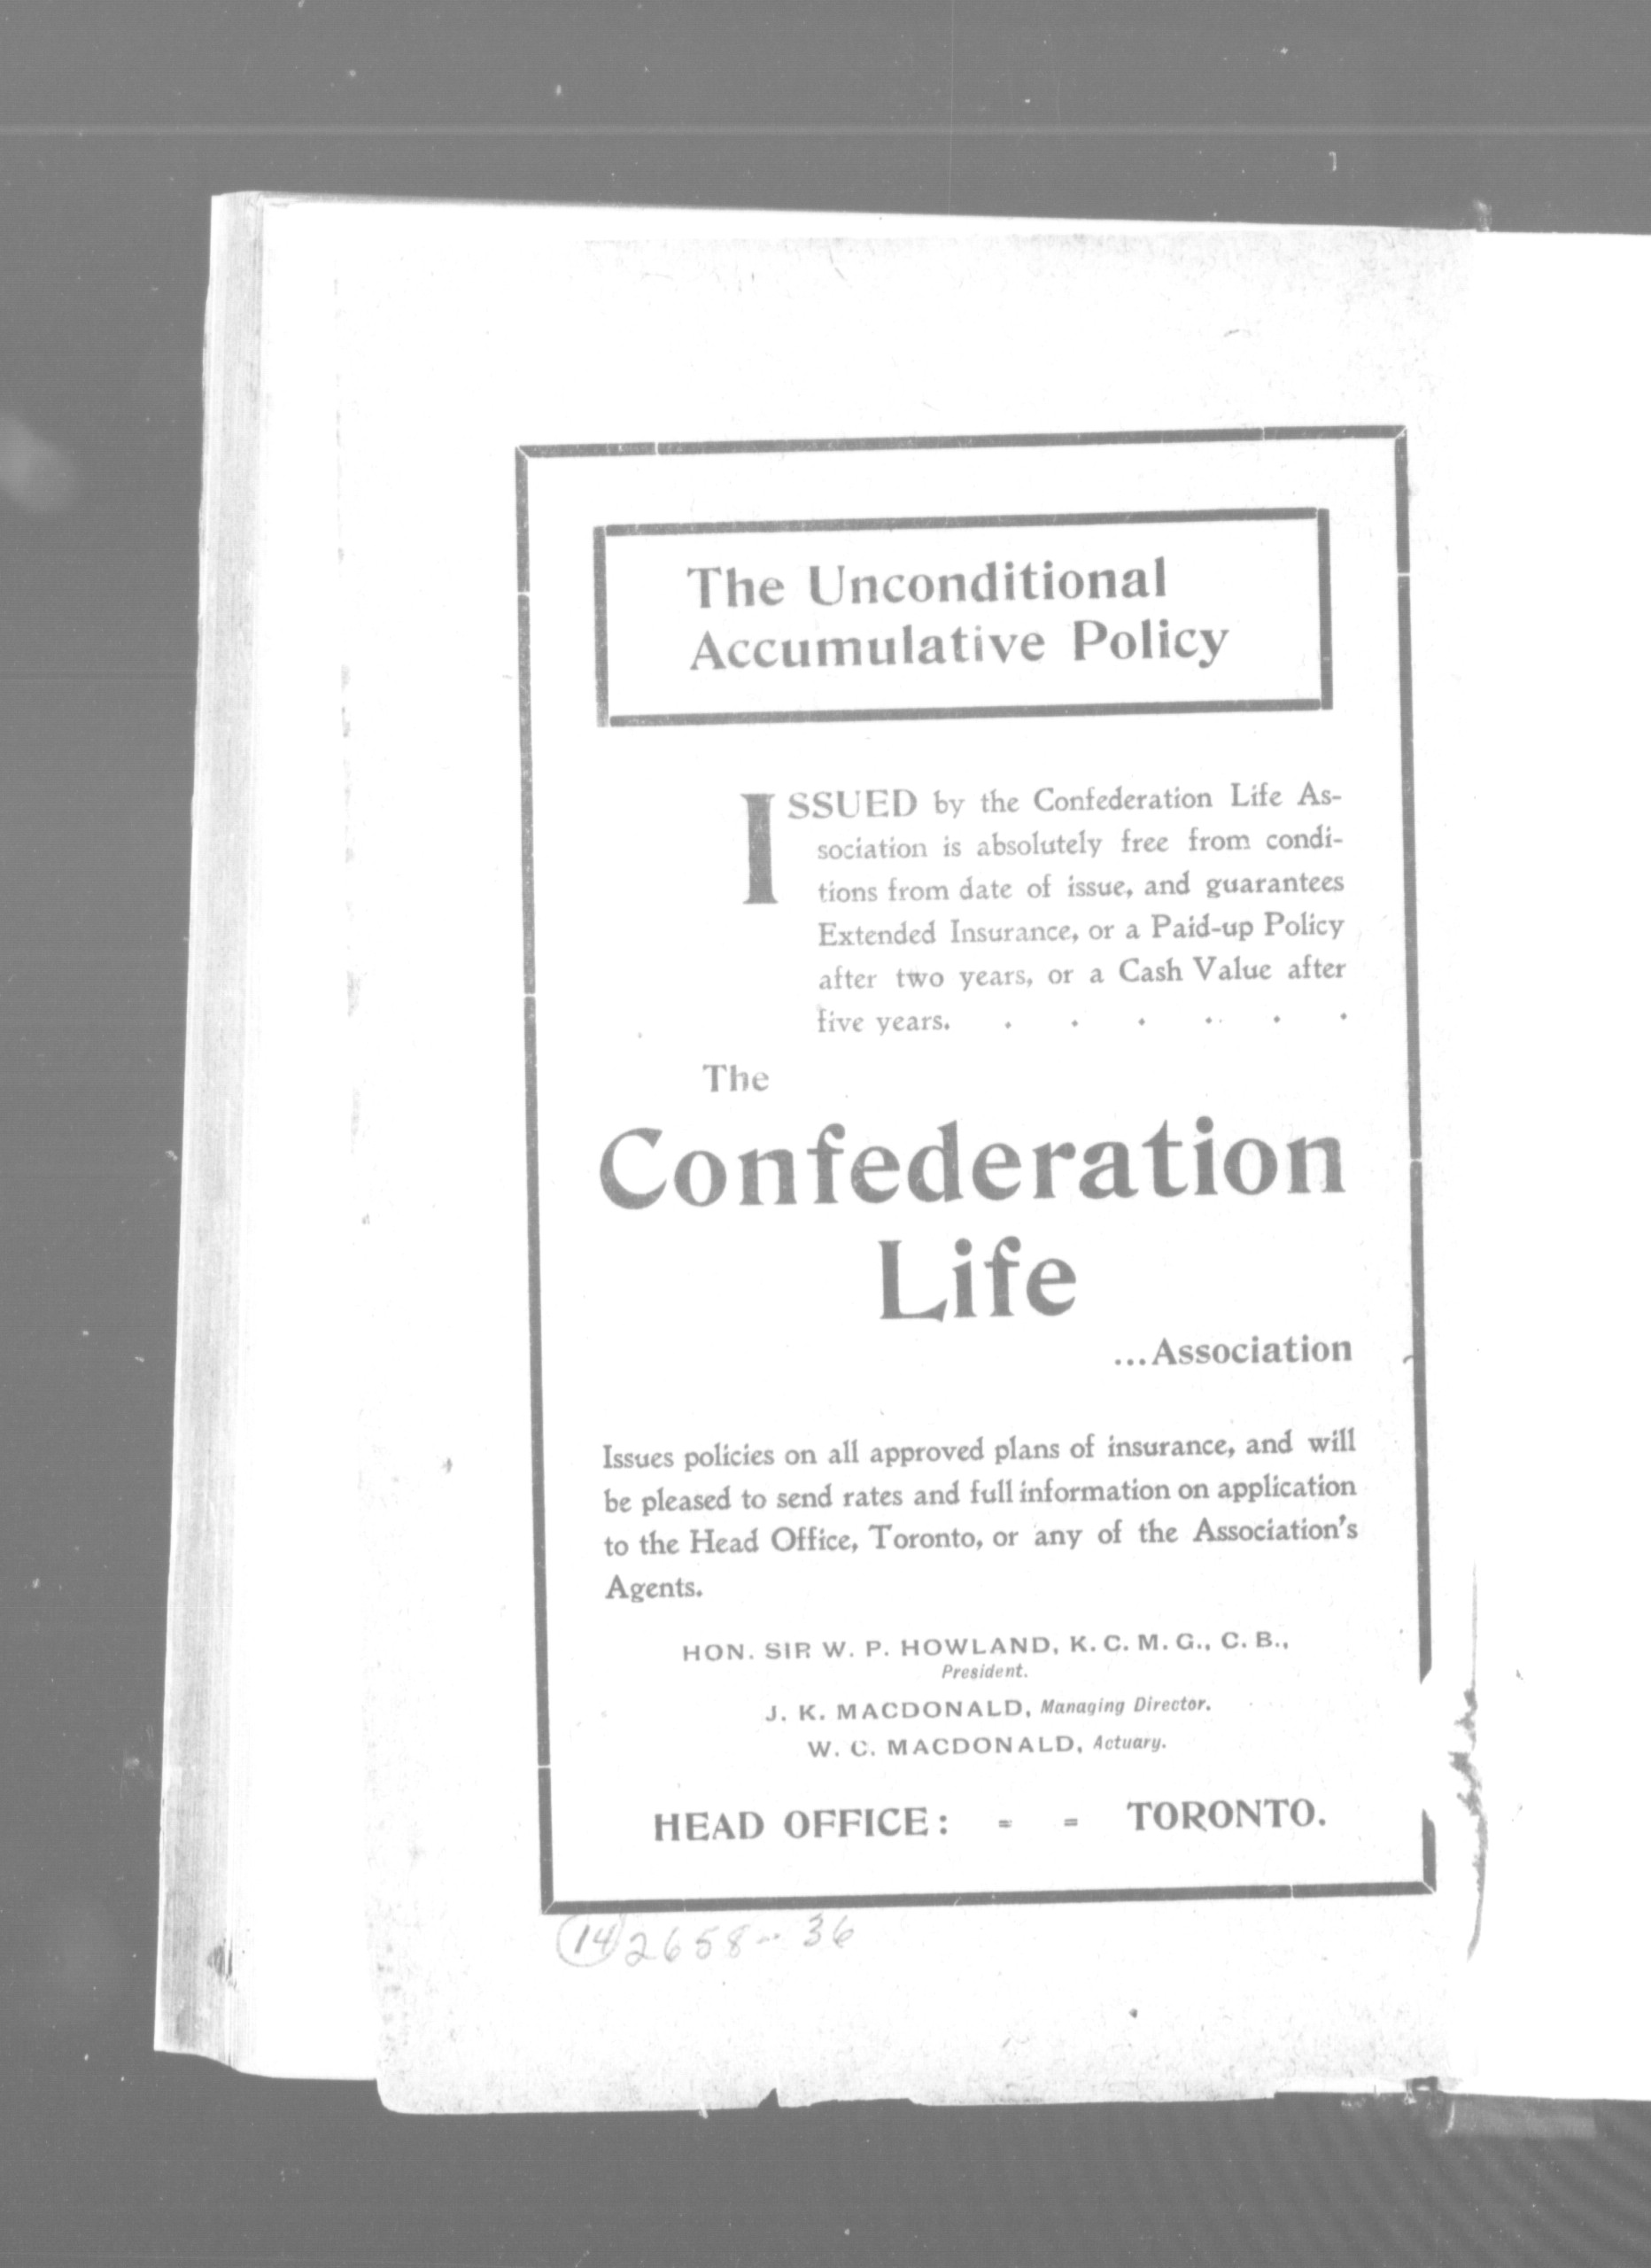 The Unconditional
Accumulative Policy
ISSUED by the Confederation Life As-
sociation is absolutely free from condi-
tions from date of issue, and guarantees
Extended Insurance, or a Paid-up Policy
after two years, or a Cash Value after
five years. . . . . . .
The
Confederation
Life
...Association
Issues policies on all approved plans of insurance, and will
be pleased to send rates and full information on application
to the Head Office, Toronto, or any of the Association's
Agents.
HON. SIR W. P. HOWLAND, K. C. M. G., C. B.,
President.
J. K. MACDONALD, Managing Director.
W. C. MACDONALD, Actuary.
HEAD OFFICE: - - TORONTO.
14 2658-36